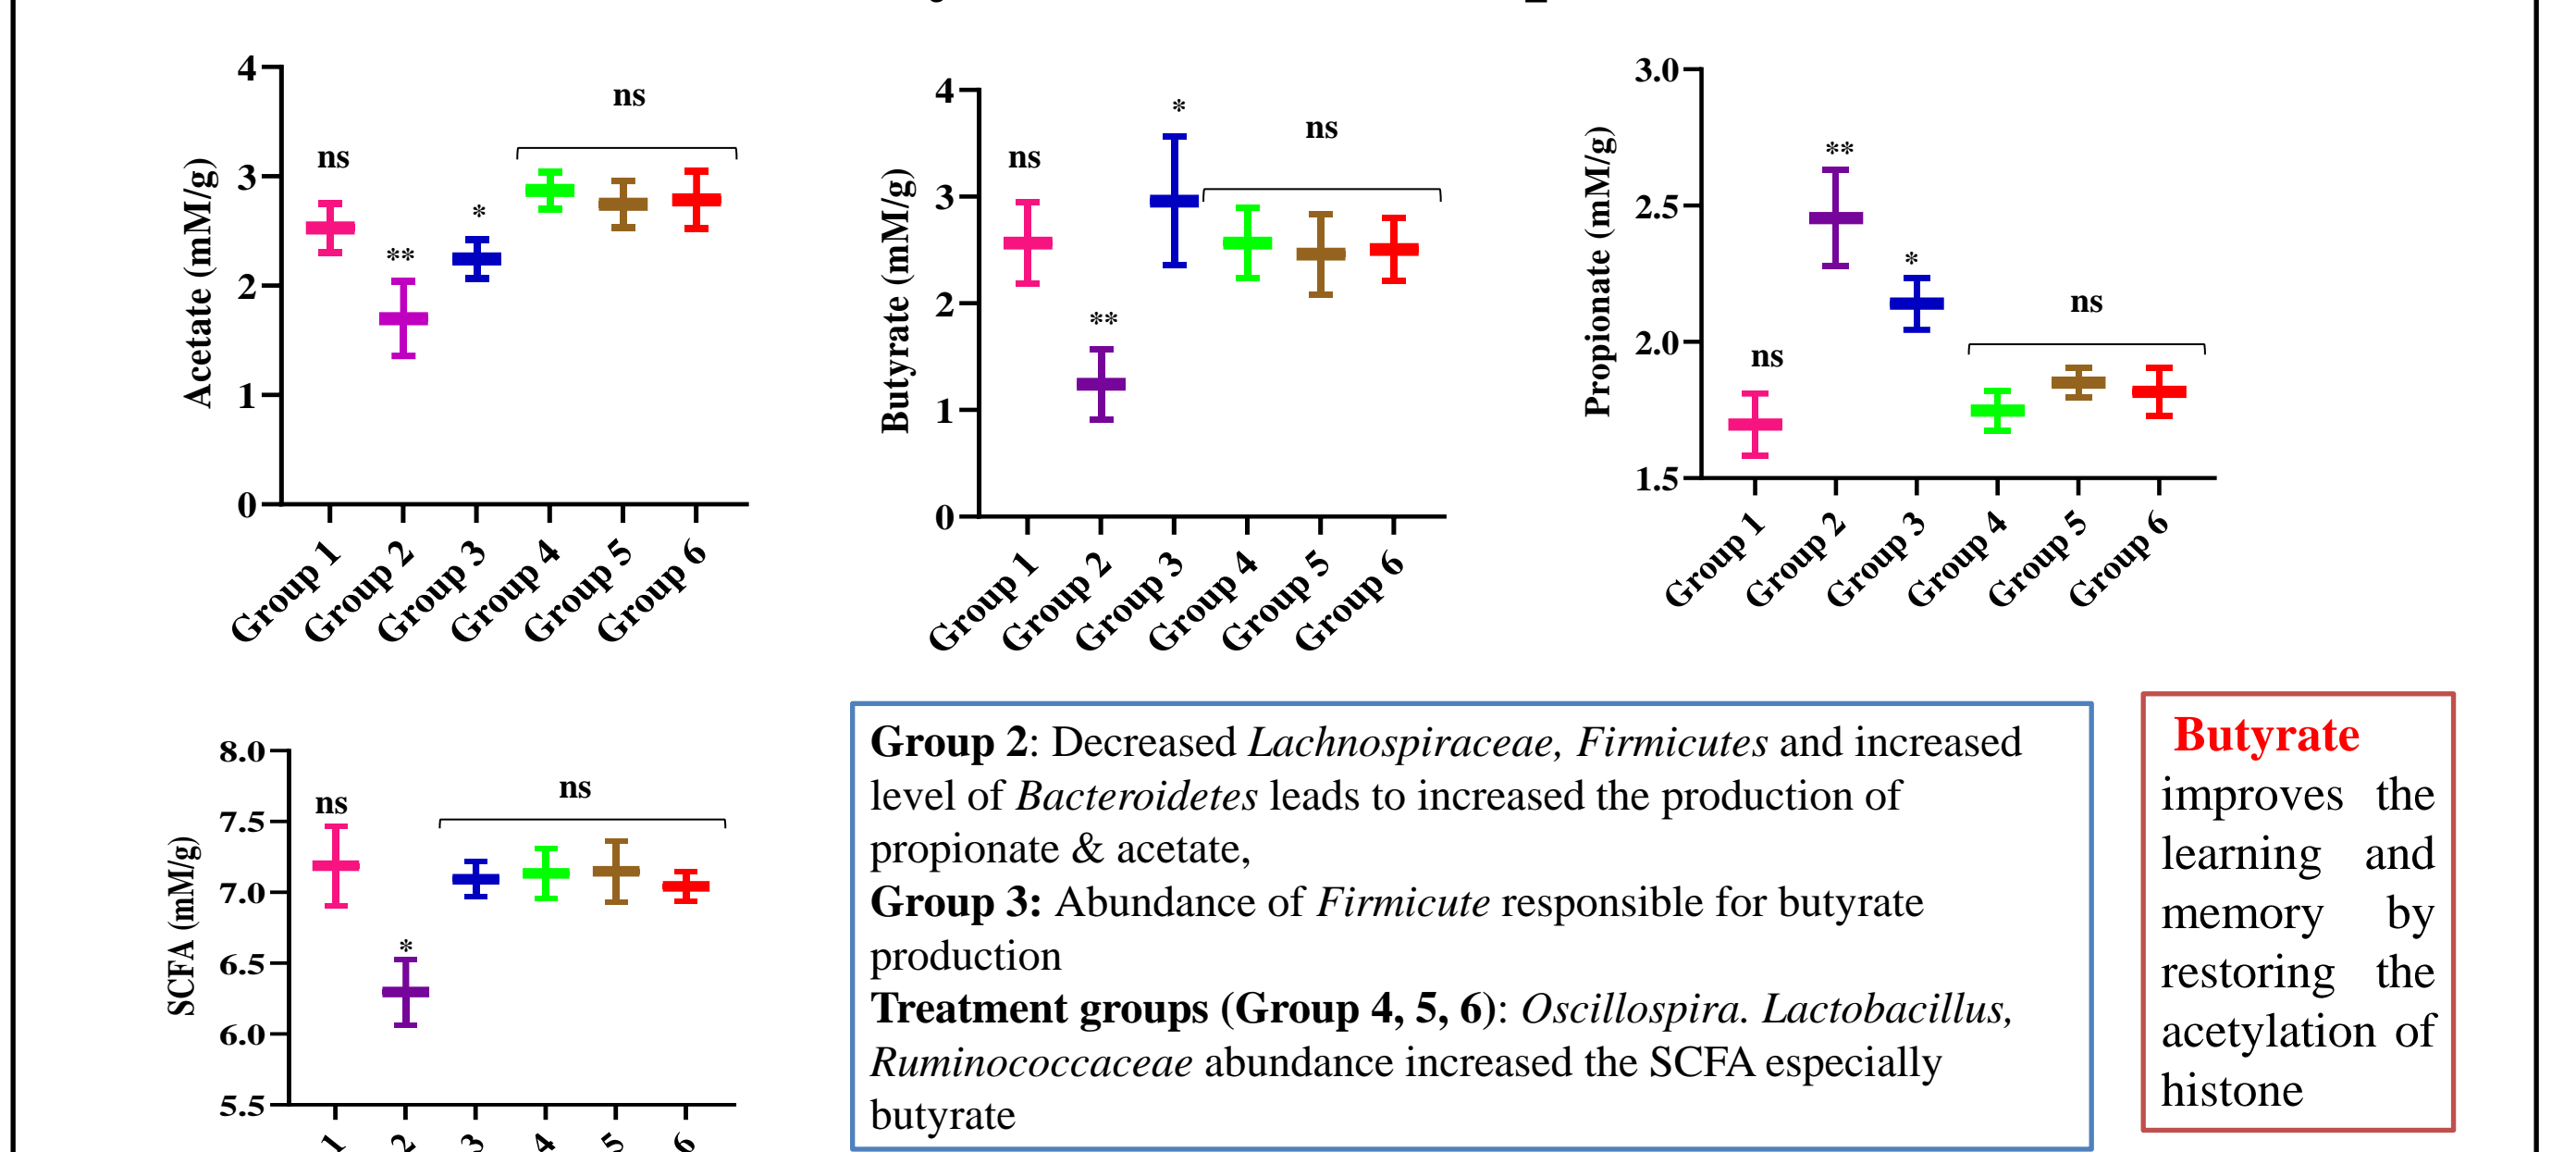 4
3
2
1
0
Acetate (mM/g)
ns
**
*
ns
Group 1
Group 2
Group 3
Group 4
Group 5
Group 6
4
3
2
1
0
Butyrate (mM/g)
ns
**
*
ns
Group 1
Group 2
Group 3
Group 4
Group 5
Group 6
3.0
2.5
2.0
1.5
Propionate (mM/g)
ns
**
*
ns
Group 1
Group 2
Group 3
Group 4
Group 5
Group 6
8.0
7.5
7.0
6.5
6.0
5.5
SCFA (mM/g)
ns
*
ns
1
2
3
4
5
6
Group 2: Decreased Lachnospiraceae, Firmicutes and increased
level of Bacteroidetes leads to increased the production of
propionate & acetate,
Group 3: Abundance of Firmicute responsible for butyrate
production
Treatment groups (Group 4, 5, 6): Oscillospira. Lactobacillus,
Ruminococcaceae abundance increased the SCFA especially
butyrate
Butyrate
improves the
learning and
memory by
restoring the
acetylation of
histone